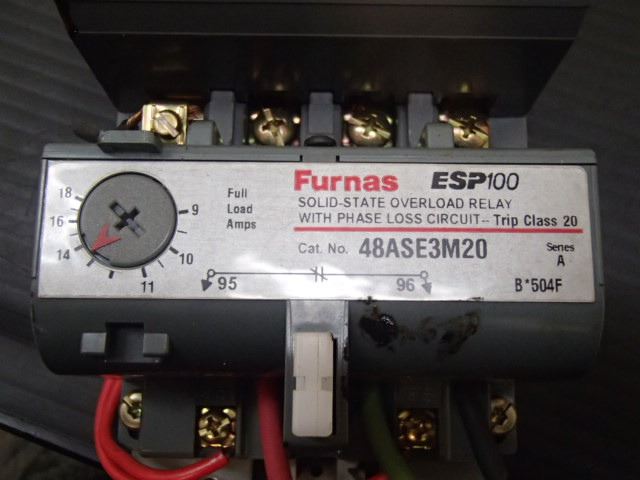 Furnas ESP100
SOLID-STATE OVERLOAD RELAY
WITH PHASE LOSS CIRCUIT-- Trip Class 20
Cat. No. 48ASE3M20
Series
A
B*504F
Full
Load
Amps
18
16
14
11
10
9
95
96